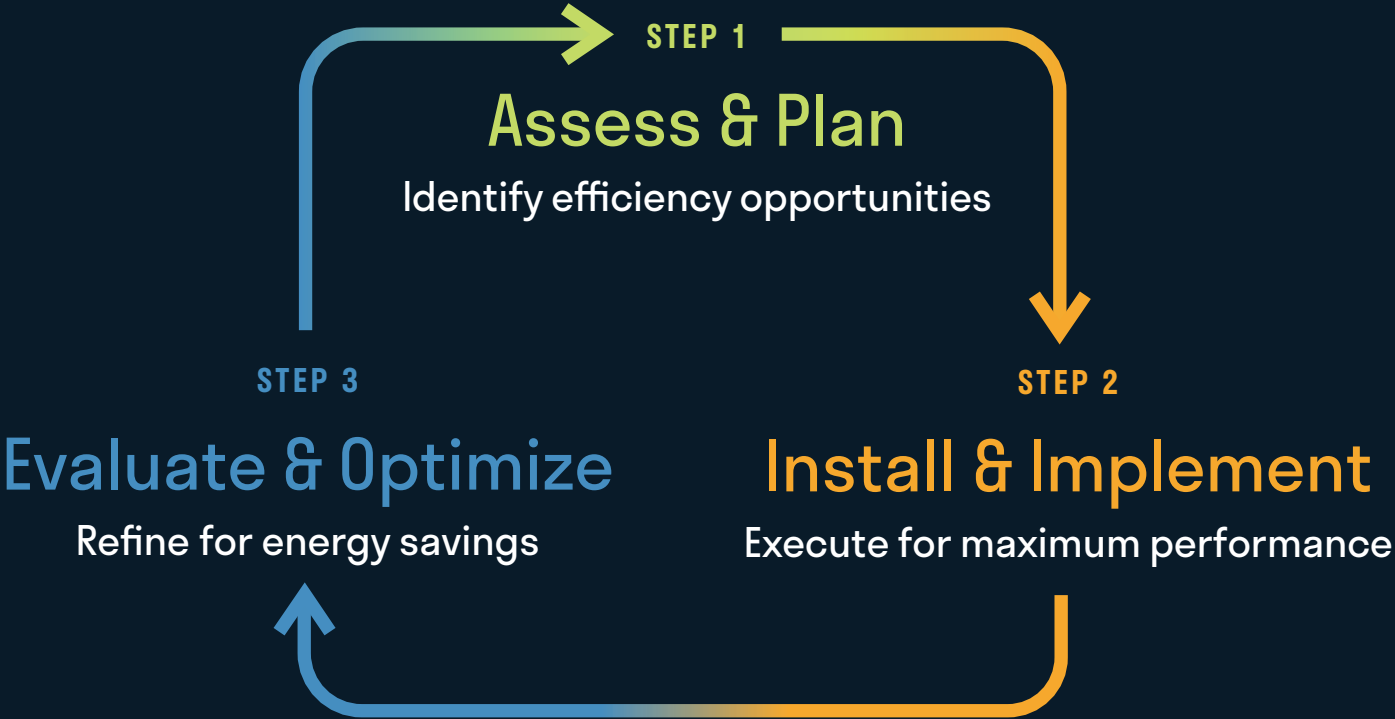 STEP 1
Assess & Plan
Identify efficiency opportunities
STEP 2
Install & Implement
Execute for maximum performance
STEP 3
Evaluate & Optimize
Refine for energy savings